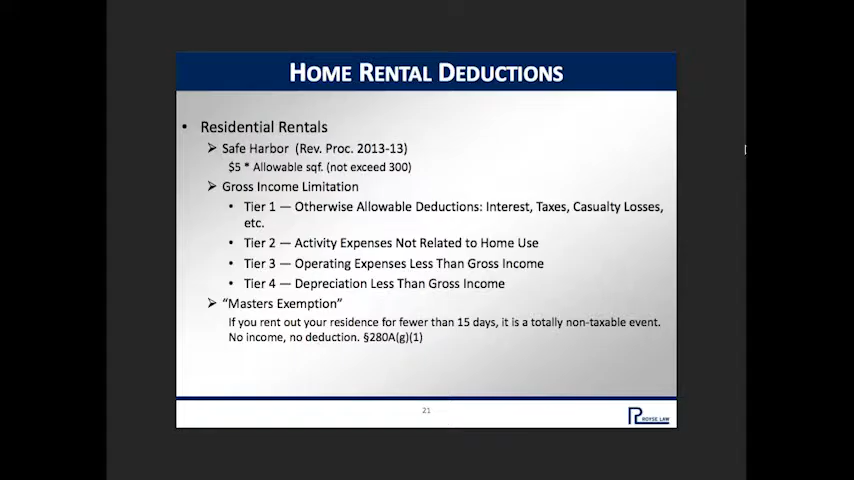 HOME RENTAL DEDUCTIONS
• Residential Rentals
➢ Safe Harbor (Rev. Proc. 2013-13)
$5 * Allowable sqf. (not exceed 300)
➢ Gross Income Limitation
• Tier 1 — Otherwise Allowable Deductions: Interest, Taxes, Casualty Losses,
etc.
• Tier 2 — Activity Expenses Not Related to Home Use
• Tier 3 — Operating Expenses Less Than Gross Income
• Tier 4 — Depreciation Less Than Gross Income
➢ “Masters Exemption”
If you rent out your residence for fewer than 15 days, it is a totally non-taxable event.
No income, no deduction. §280A(g)(1)
21
ROYSE LAW